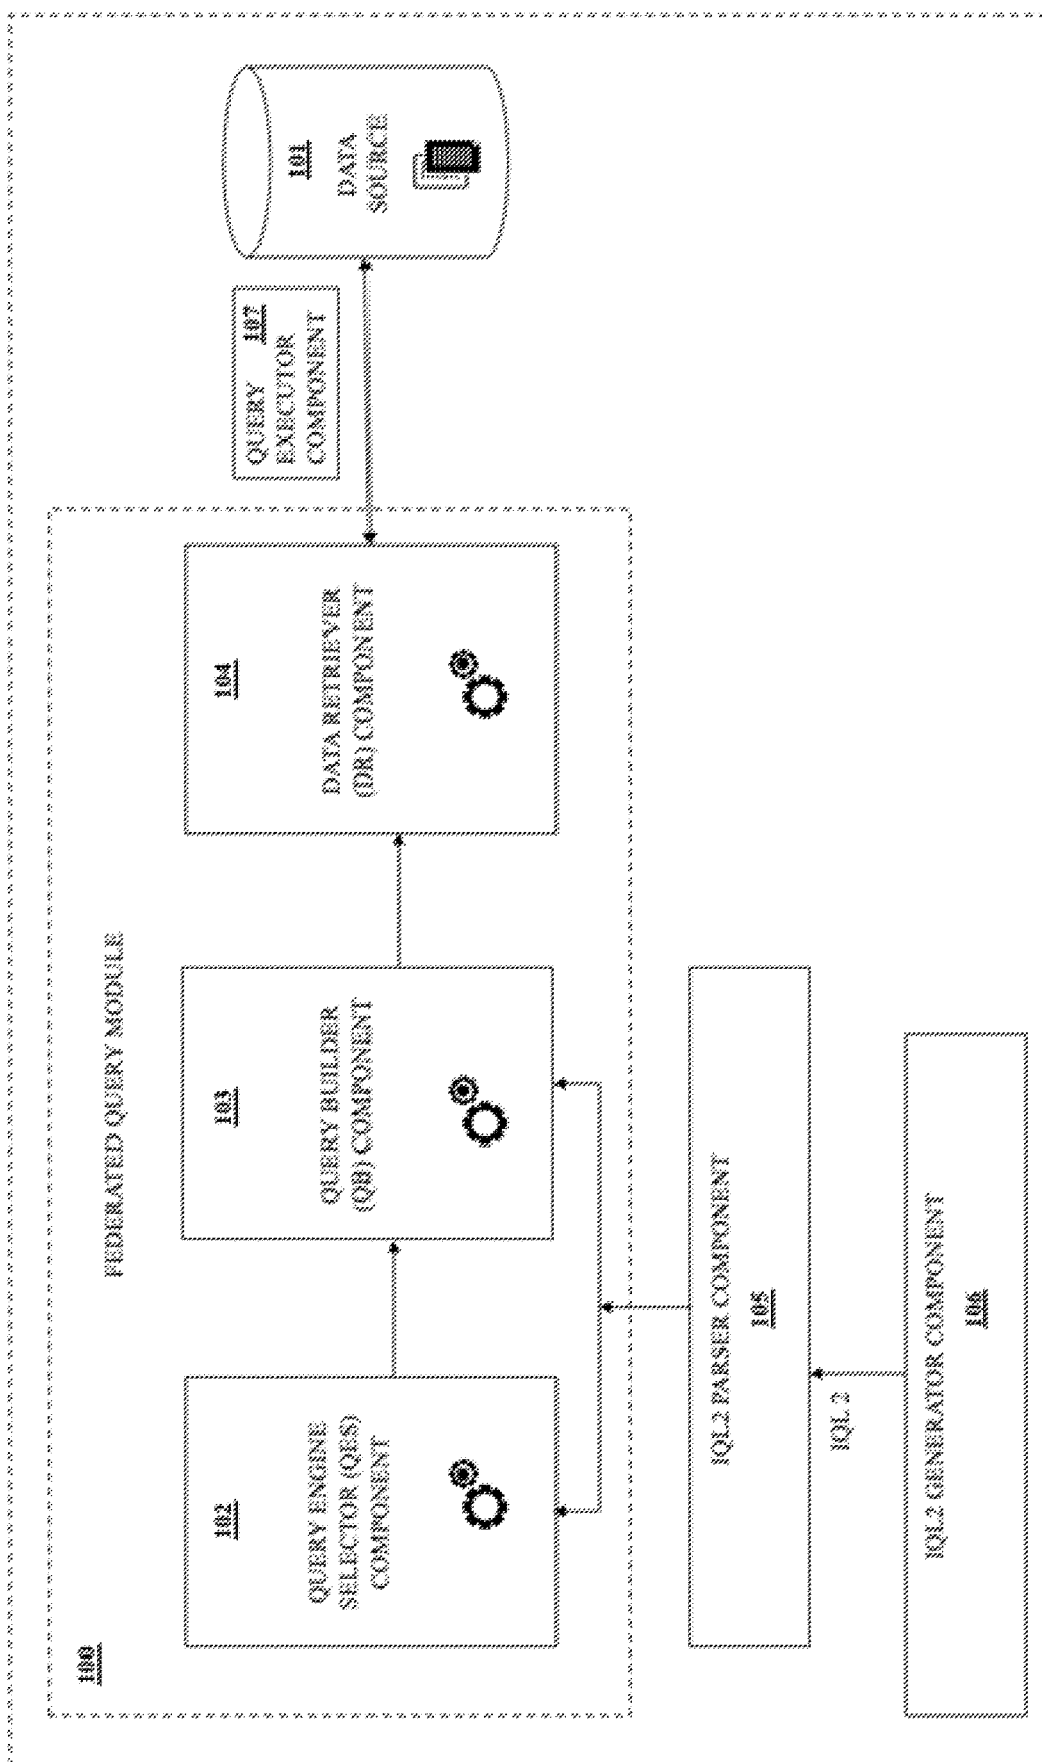 100
FEDERATED QUERY MODULE
102
QUERY ENGINE
SELECTOR (QES)
COMPONENT
103
QUERY BUILDER
(QB) COMPONENT
104
DATA RETRIEVER
(DR) COMPONENT
107
QUERY
EXECUTOR
COMPONENT
101
DATA
SOURCE
IQL2 PARSER COMPONENT
105
IQL 2
IQL2 GENERATOR COMPONENT
106